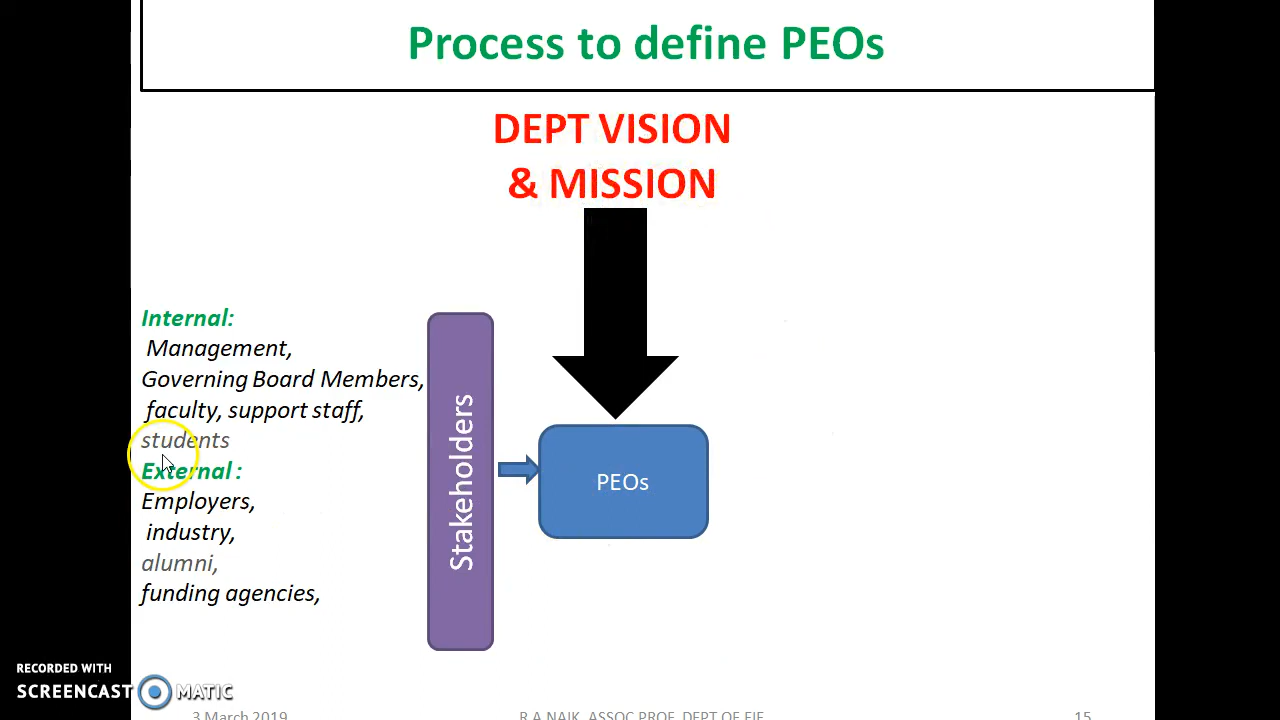 Process to define PEOs
DEPT VISION
& MISSION
Internal:
Management,
Governing Board Members,
faculty, support staff,
students
External :
Employers,
industry,
alumni,
funding agencies,
Stakeholders
PEOs
RECORDED WITH
SCREENCAST MATIC
3 March 2019
R A NAIK, ASSOC PROF, DEPT OF EIE
15